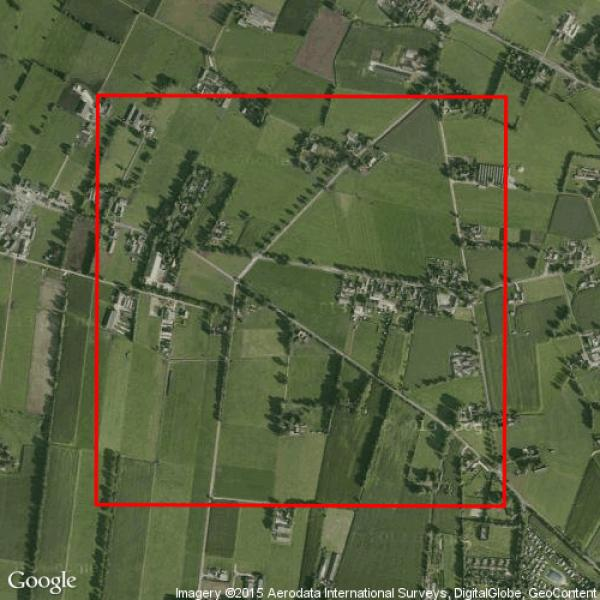 Google
Imagery ©2015 Aerodata International Surveys, DigitalGlobe, GeoContent